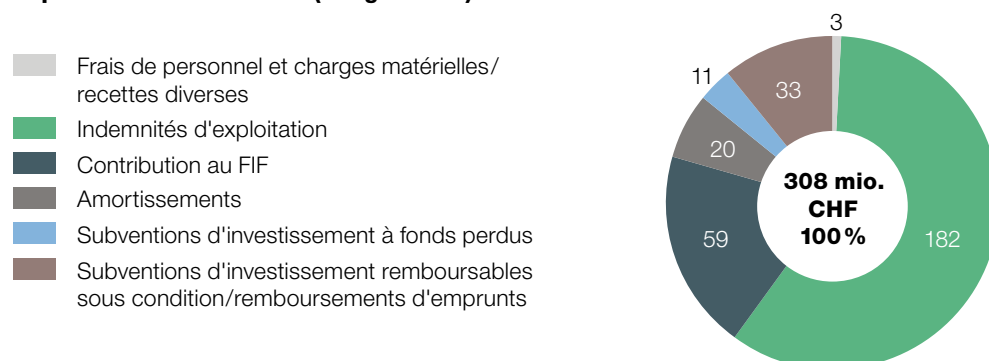 Frais de personnel et charges matérielles/
recettes diverses
Indemnités d'exploitation
Contribution au FIF
Amortissements
Subventions d'investissement à fonds perdus
Subventions d'investissement remboursables
sous condition/remboursements d'emprunts
3
11
33
20
59
182
308 mio.
CHF
100 %